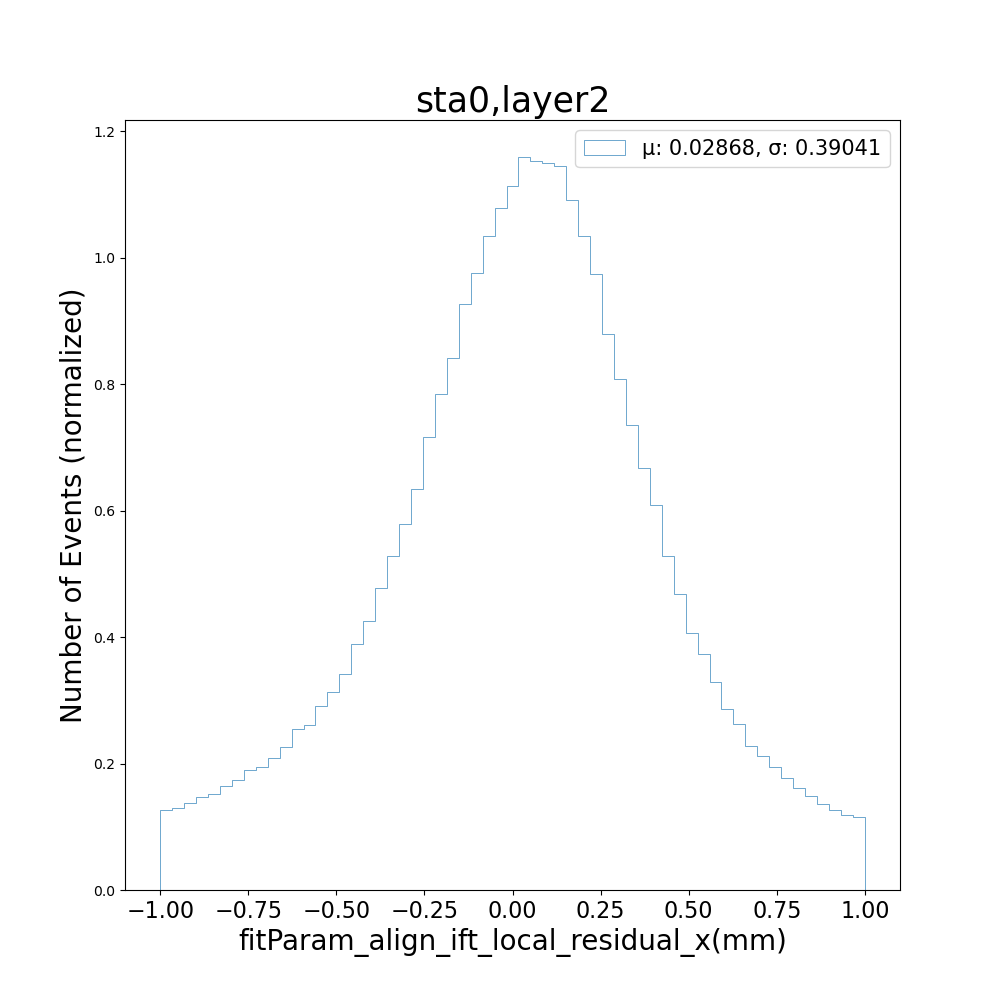 sta0,layer2
μ: 0.02868, σ: 0.39041
Number of Events (normalized)
1.2
1.0
0.8
0.6
0.4
0.2
0.0
−1.00 −0.75 −0.50 −0.25 0.00 0.25 0.50 0.75 1.00
fitParam_align_ift_local_residual_x(mm)